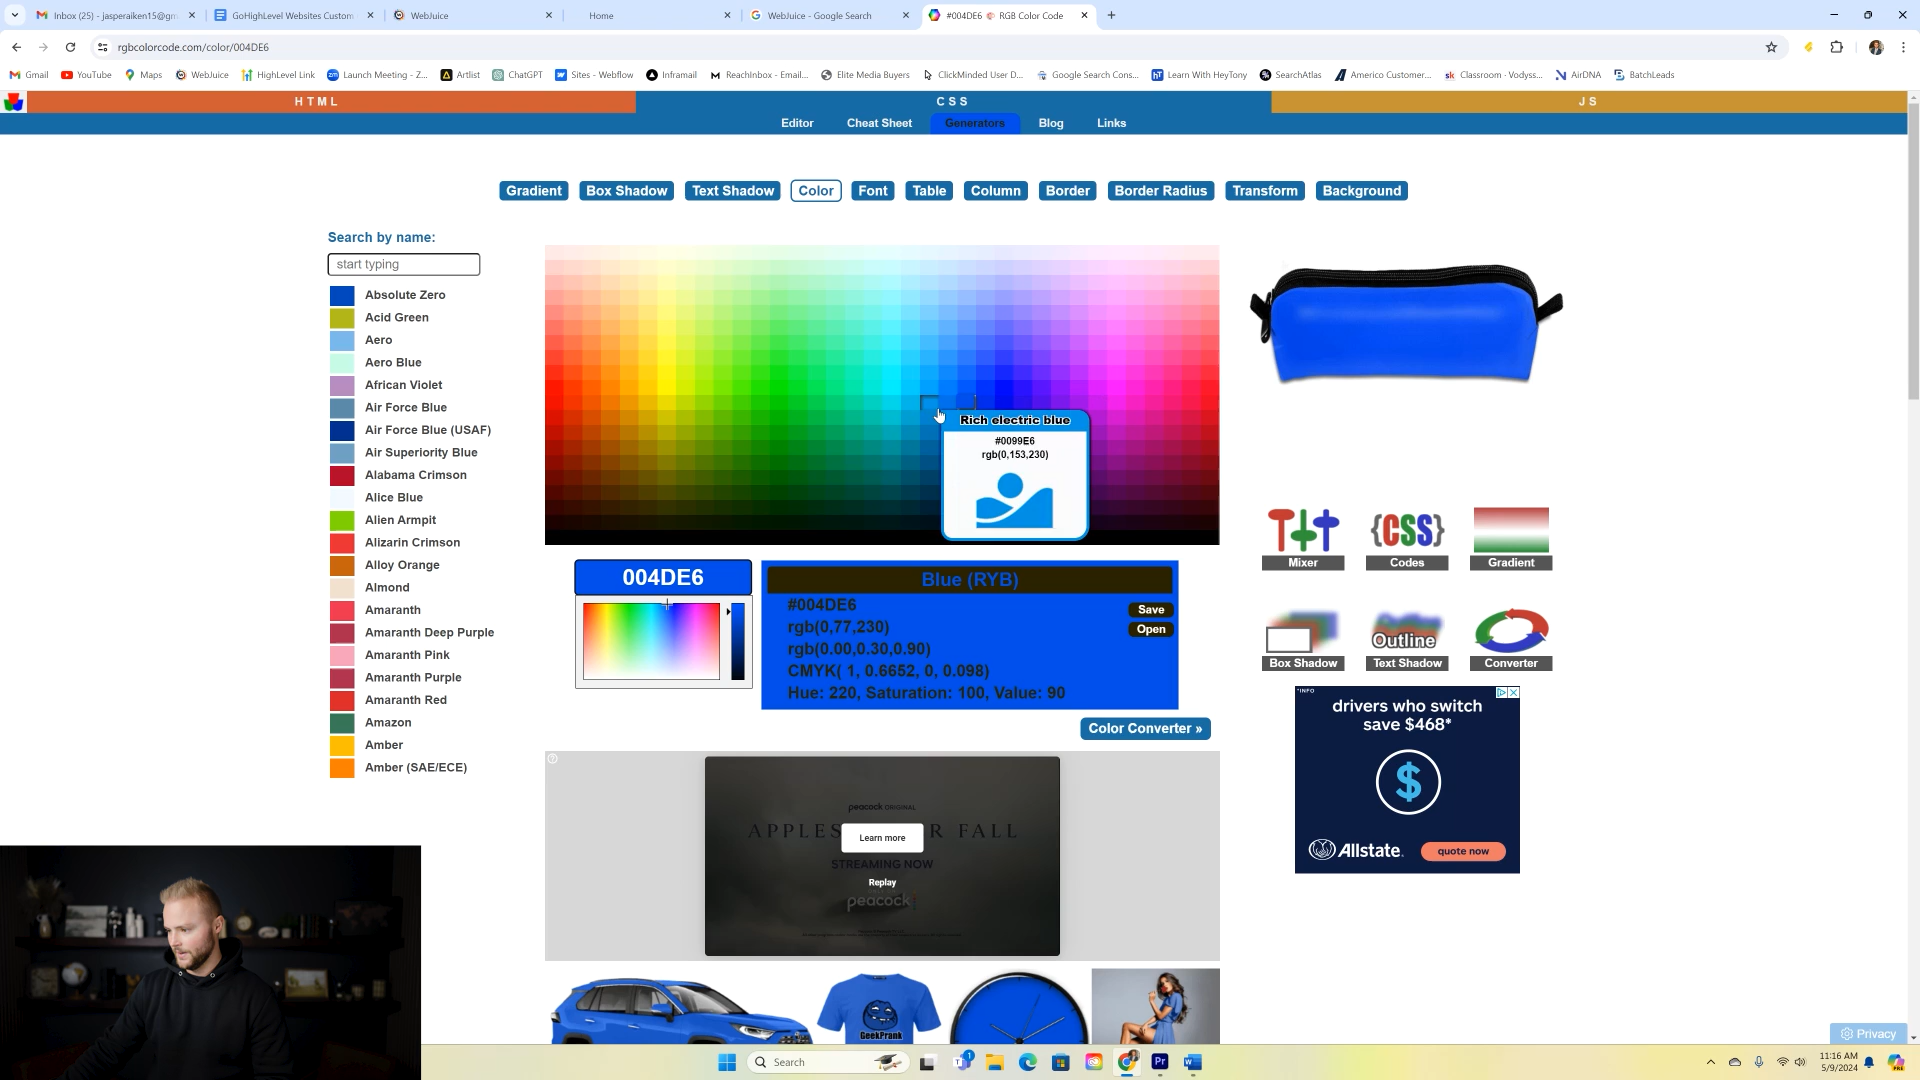 Inbox (25) - jasperaiken15@gm
GoHighLevel Websites Custom
WebJuice
Home
WebJuice - Google Search
#004DE6
RGB Color Code
rgbcolorcode.com/color/004DE6
Gmail
YouTube
Maps
WebJuice
HighLevel Link
Launch Meeting - Z...
Artlist
ChatGPT
Sites - Webflow
Inframail
ReachInbox - Email...
Elite Media Buyers
ClickMinded User D...
Google Search Cons...
Learn With HeyTony
SearchAtlas
Americo Customer...
Classroom - Vodyss...
AirDNA
BatchLeads
HTML
CSS
JS
Editor
Cheat Sheet
Generators
Blog
Links
Gradient
Box Shadow
Text Shadow
Color
Font
Table
Column
Border
Border Radius
Transform
Background
Search by name:
start typing
Absolute Zero
Acid Green
Aero
Aero Blue
African Violet
Air Force Blue
Air Force Blue (USAF)
Air Superiority Blue
Alabama Crimson
Alice Blue
Alien Armpit
Alizarin Crimson
Alloy Orange
Almond
Amaranth
Amaranth Deep Purple
Amaranth Pink
Amaranth Purple
Amaranth Red
Amazon
Amber
Amber (SAE/ECE)
Rich electric blue
#0099E6
rgb(0,153,230)
004DE6
Blue (RYB)
#004DE6
rgb(0,77,230)
rgb(0.00,0.30,0.90)
CMYK( 1, 0.6652, 0, 0.098)
Hue: 220, Saturation: 100, Value: 90
Save
Open
Color Converter »
Mixer
{CSS}
Codes
Gradient
Box Shadow
Outline
Text Shadow
Converter
*INFO
drivers who switch
save $468*
$
Allstate.
quote now
peacock ORIGINAL
APPLES R FALL
Learn more
STREAMING NOW
Replay
peacock
GeekPrank
Privacy
Search
1
Pr
11:16 AM
5/9/2024